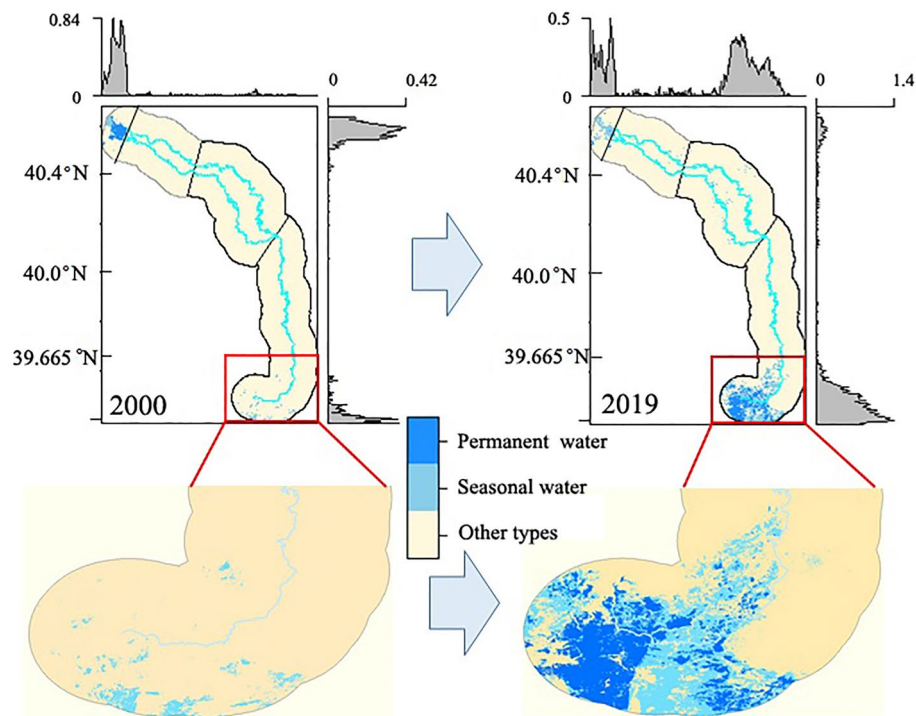 0.84
0
0
0.42
40.4°N
40.0°N
39.665°N
2000
0.5
0
0
1.4
40.4°N
40.0°N
39.665°N
2019
Permanent water
Seasonal water
Other types